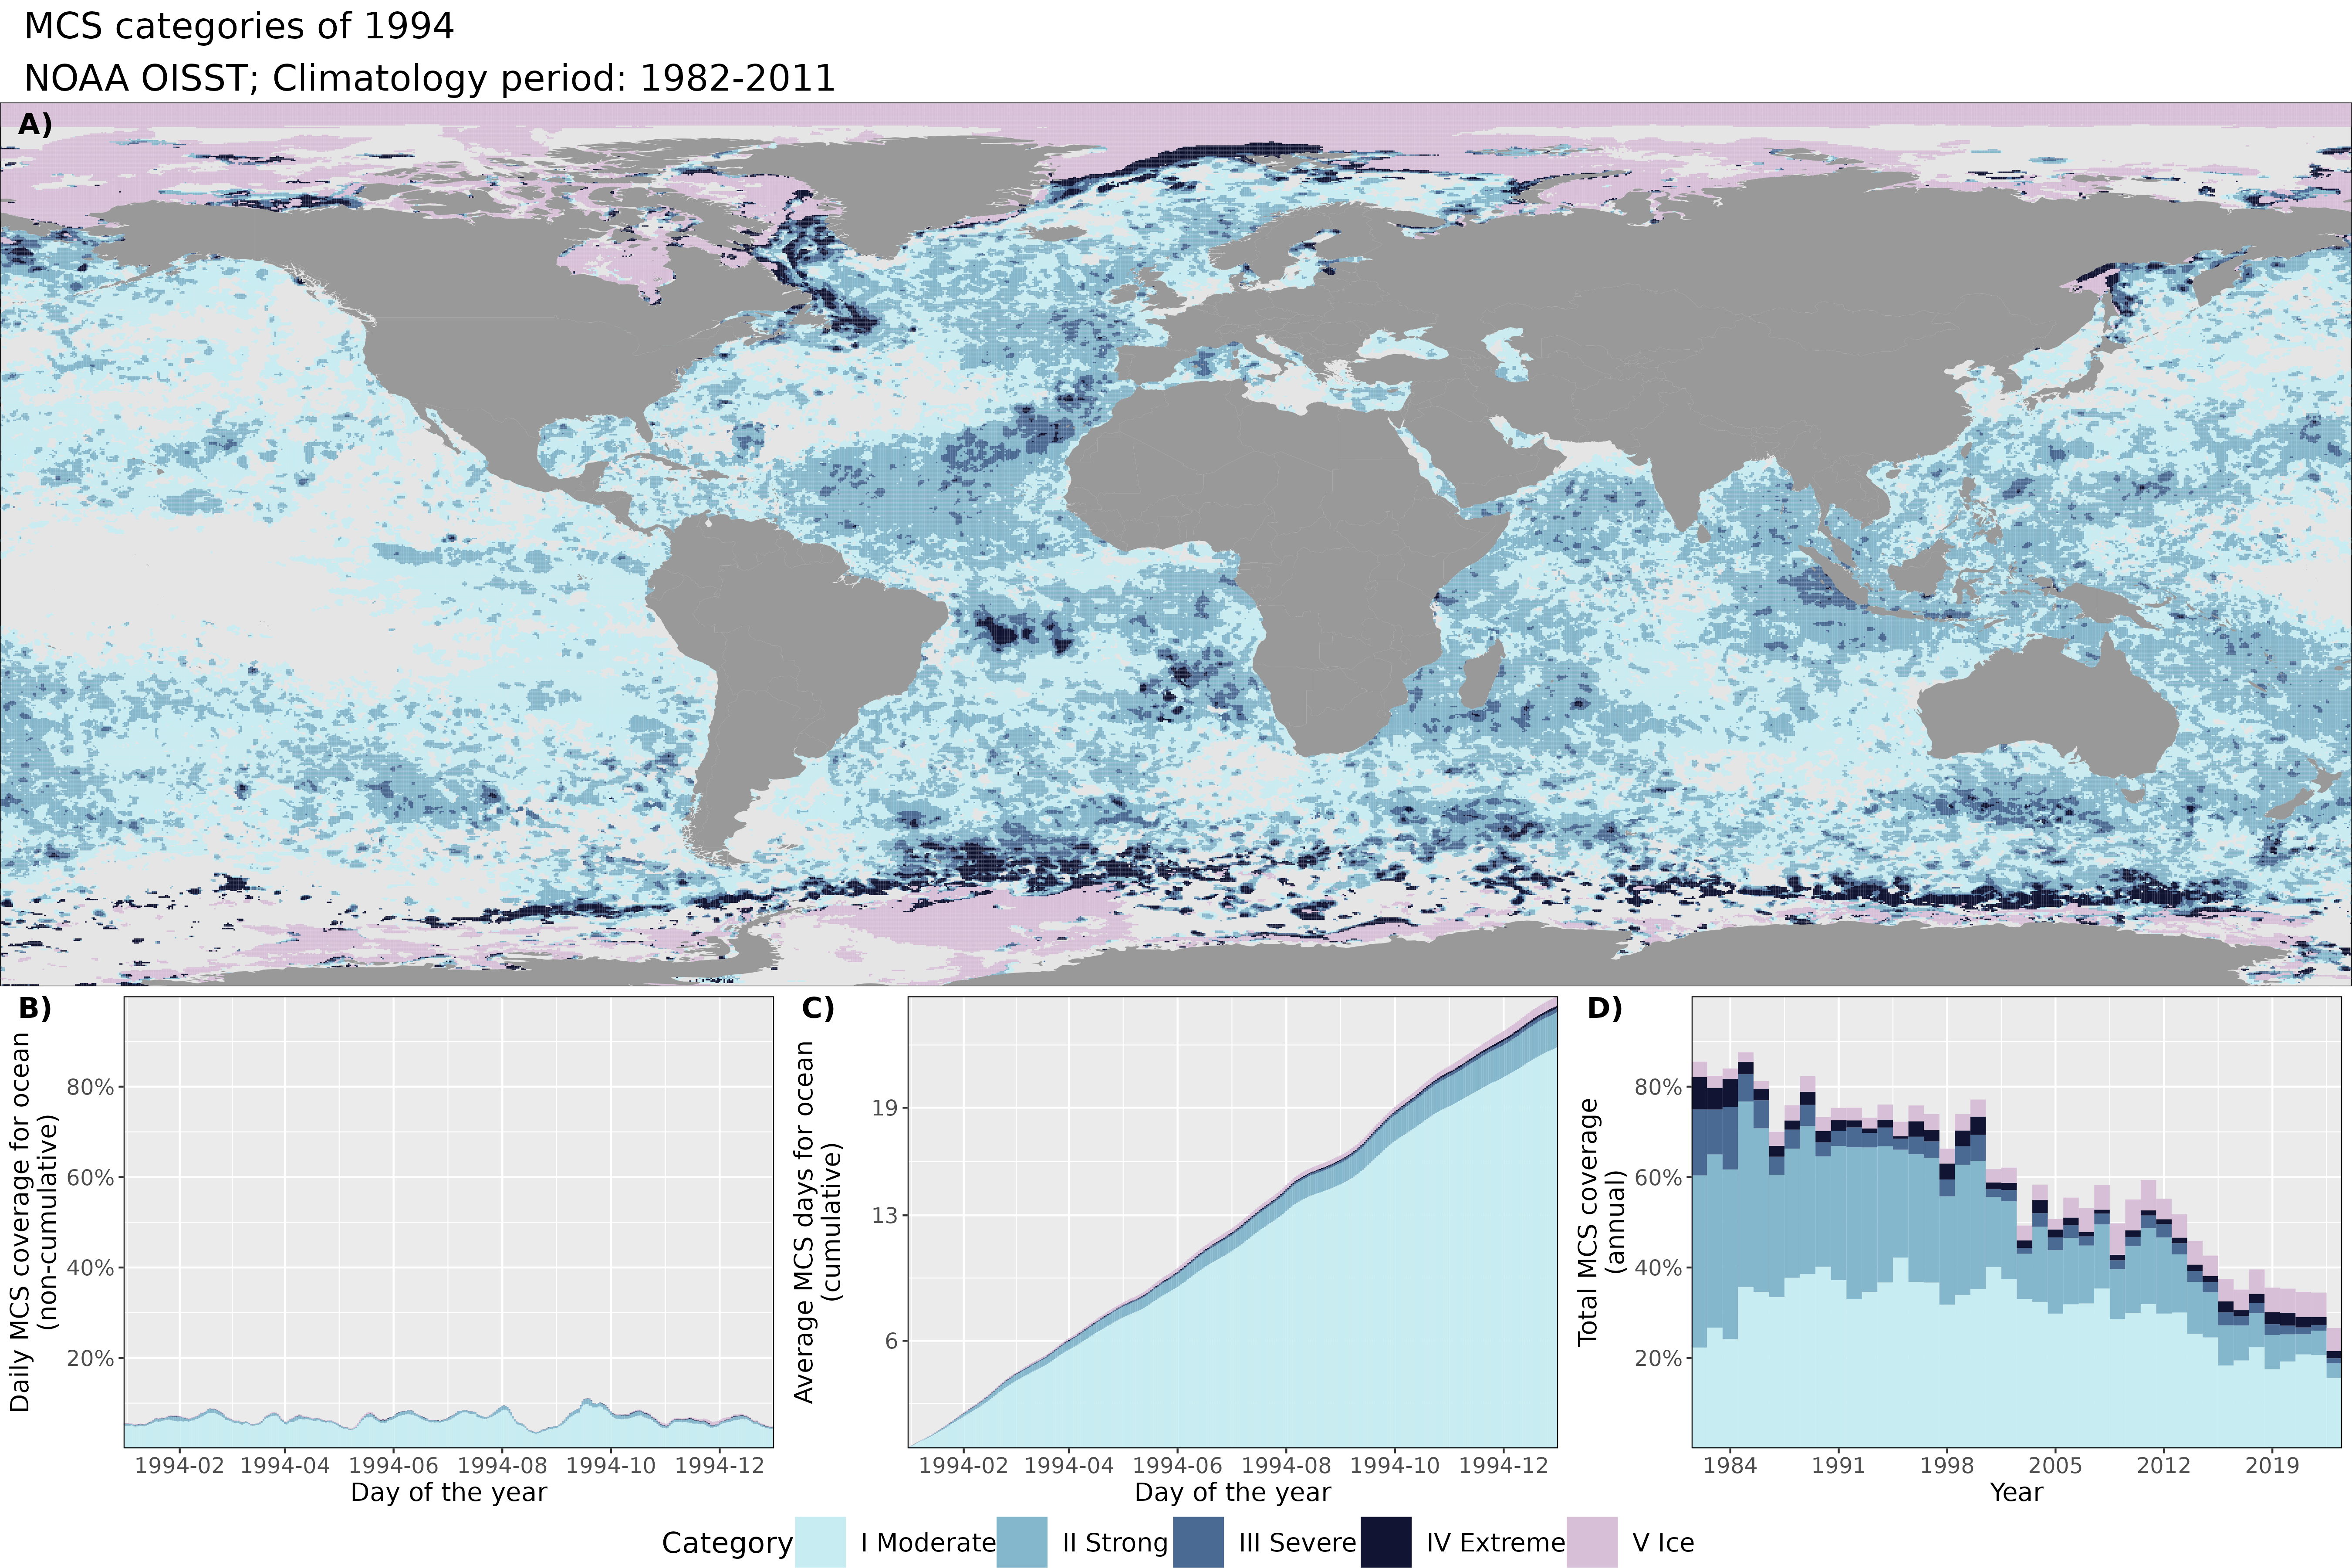 MCS categories of 1994
NOAA OISST; Climatology period: 1982-2011
A)
B)
Daily MCS coverage for ocean
(non-cumulative)
80%
60%
40%
20%
1994-02 1994-04 1994-06 1994-08 1994-10 1994-12
Day of the year
C)
Average MCS days for ocean
(cumulative)
19
13
6
1994-02 1994-04 1994-06 1994-08 1994-10 1994-12
Day of the year
D)
Total MCS coverage
(annual)
80%
60%
40%
20%
1984 1991 1998 2005 2012 2019
Year
Category I Moderate II Strong III Severe IV Extreme V Ice